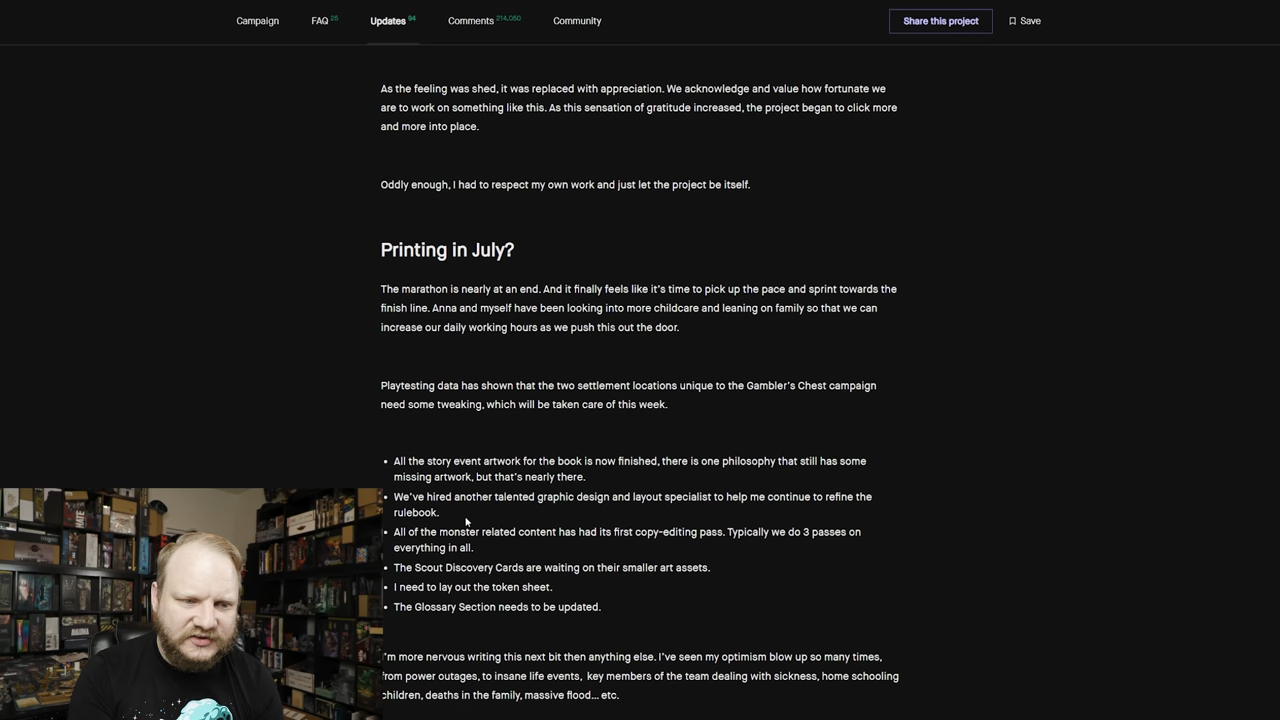 Campaign FAQ 25 Updates 94 Comments 214,050 Community Share this project Save
As the feeling was shed, it was replaced with appreciation. We acknowledge and value how fortunate we
are to work on something like this. As this sensation of gratitude increased, the project began to click more
and more into place.
Oddly enough, I had to respect my own work and just let the project be itself.
Printing in July?
The marathon is nearly at an end. And it finally feels like it's time to pick up the pace and sprint towards the
finish line. Anna and myself have been looking into more childcare and leaning on family so that we can
increase our daily working hours as we push this out the door.
Playtesting data has shown that the two settlement locations unique to the Gambler's Chest campaign
need some tweaking, which will be taken care of this week.
• All the story event artwork for the book is now finished, there is one philosophy that still has some
missing artwork, but that's nearly there.
• We've hired another talented graphic design and layout specialist to help me continue to refine the
rulebook.
• All of the monster related content has had its first copy-editing pass. Typically we do 3 passes on
everything in all.
• The Scout Discovery Cards are waiting on their smaller art assets.
• I need to lay out the token sheet.
• The Glossary Section needs to be updated.
I'm more nervous writing this next bit then anything else. I've seen my optimism blow up so many times,
from power outages, to insane life events, key members of the team dealing with sickness, home schooling
children, deaths in the family, massive flood... etc.